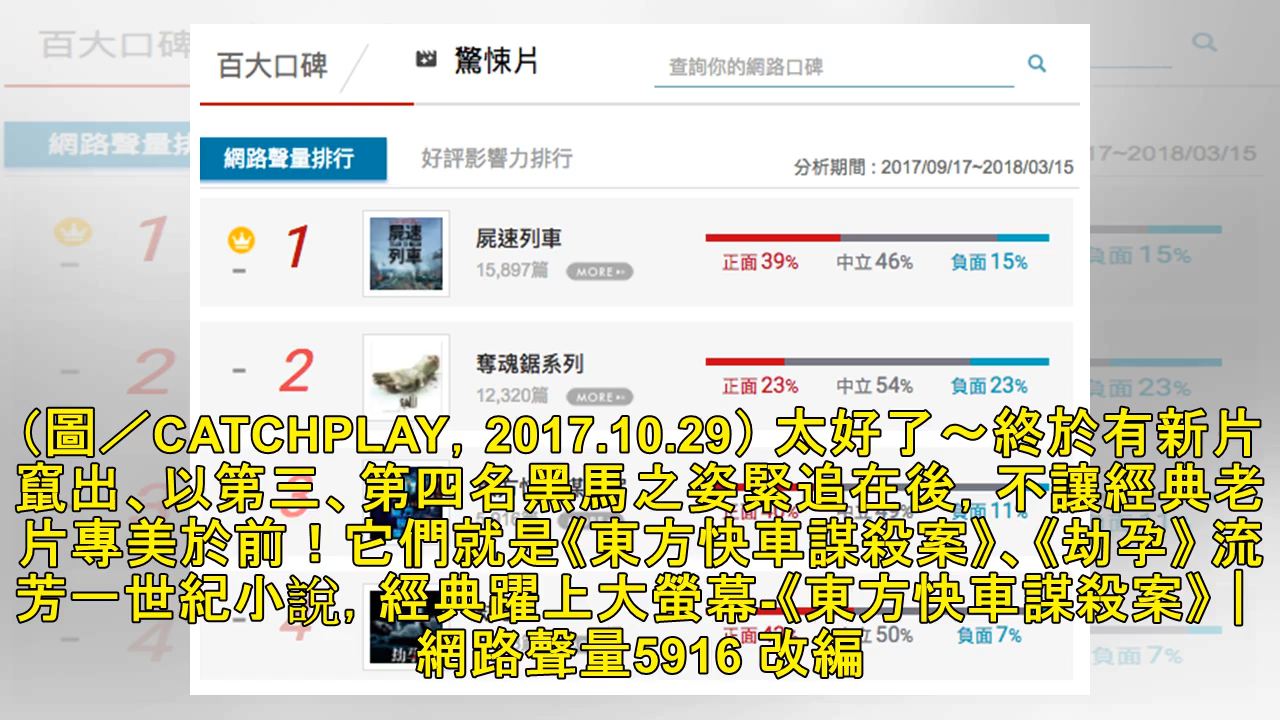 百大口碑
驚悚片
查詢你的網路口碑
網路聲量排行
好評影響力排行
分析期間 : 2017/09/17~2018/03/15
1
屍速列車
屍速列車
15,897篇
MORE
正面39%
中立46%
負面15%
2
奪魂鋸系列
12,320篇
MORE
正面23%
中立54%
負面23%
(圖／CATCHPLAY, 2017.10.29) 太好了～終於有新片
竄出、以第三、第四名黑馬之姿緊追在後, 不讓經典老
片專美於前！它們就是《東方快車謀殺案》、《劫孕》 流
芳一世紀小說, 經典躍上大螢幕-《東方快車謀殺案》│
網路聲量5916 改編
3
負面11%
4
50%
負面7%